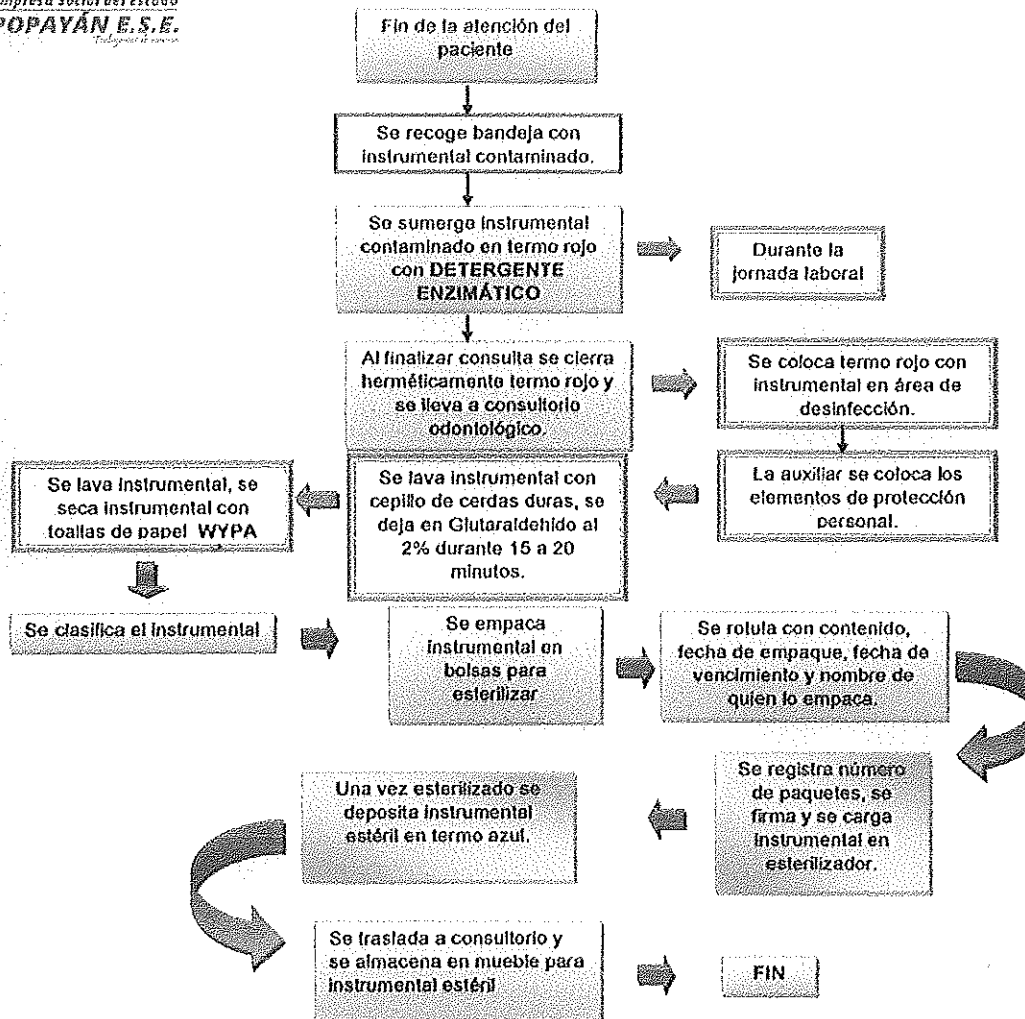 Empresa Social del Estado
POPAYÁN E.S.E.
Fin de la atención del
paciente
Se recoge bandeja con
instrumental contaminado.
Se sumerge instrumental
contaminado en termo rojo
con DETERGENTE
ENZIMÁTICO
Durante la
jornada laboral
Al finalizar consulta se cierra
herméticamente termo rojo y
se lleva a consultorio
odontológico.
Se coloca termo rojo con
instrumental en área de
desinfección.
La auxiliar se coloca los
elementos de protección
personal.
Se lava instrumental con
cepillo de cerdas duras, se
deja en Glutaraldehido al
2% durante 15 a 20
minutos.
Se lava instrumental, se
seca instrumental con
toallas de papel WYPA
Se clasifica el instrumental
Se empaca
instrumental en
bolsas para
esterilizar
Se rotula con contenido,
fecha de empaque, fecha de
vencimiento y nombre de
quien lo empaca.
Se registra número
de paquetes, se
firma y se carga
instrumental en
esterilizador.
Una vez esterilizado se
deposita instrumental
estéril en termo azul.
Se traslada a consultorio y
se almacena en mueble para
instrumental estéril
FIN